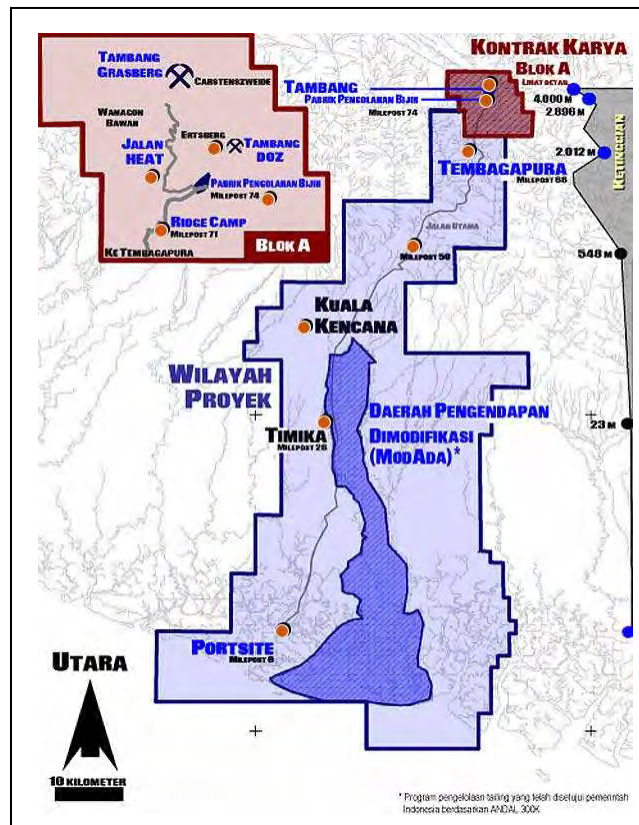 TAMBANG
GRASBERG
CARSTENSZWEIDE
WANAGON
BAWAH
ERTSBERG
JALAN
HEAT
TAMBANG
DOZ
PABRIK PENGOLAHAN BIJIH
MILEPOST 74
RIDGE CAMP
MILEPOST 71
KE TEMBAGAPURA
BLOK A
KONTRAK KARYA
BLOK A
LIHAT DETAIL
TAMBANG
PABRIK PENGOLAHAN BIJIH
MILEPOST 74
4.000 M
2.896 M
KETINGGIAN
2.012 M
TEMBAGAPURA
MILEPOST 68
JALAN UTAMA
MILEPOST 50
548 M
KUALA
KENCANA
WILAYAH
PROYEK
DAERAH PENGENDAPAN
DIMODIFIKASI
(MODADA)*
TIMIKA
MILEPOST 26
23 M
PORTSITE
MILEPOST 6
UTARA
10 KILOMETER
* Program pengelolaan tailing yang telah disetujui pemerintah
Indonesia berdasarkan ANDAL 300K